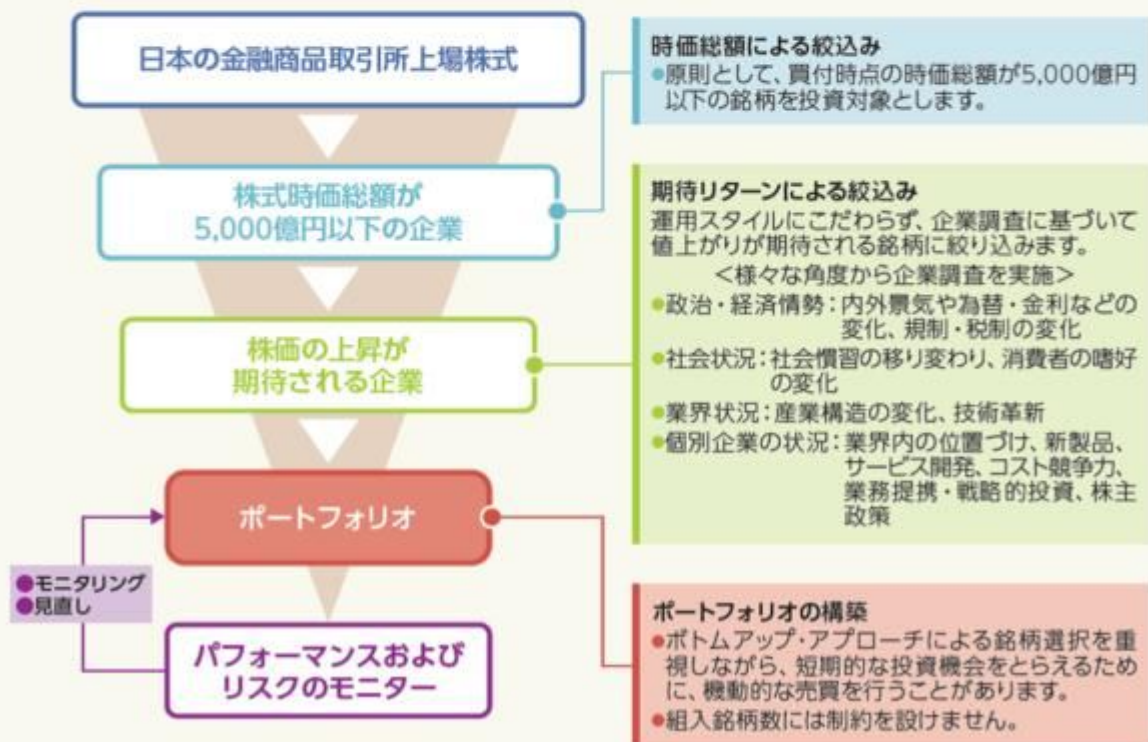 日本の金融商品取引所上場株式
株式時価総額が
5,000億円以下の企業
株価の上昇が
期待される企業
ポートフォリオ
●モニタリング
●見直し
パフォーマンスおよび
リスクのモニター
時価総額による絞込み
●原則として、買付時点の時価総額が5,000億円
以下の銘柄を投資対象とします。
期待リターンによる絞込み
運用スタイルにこだわらず、企業調査に基づいて
値上がりが期待される銘柄に絞り込みます。
＜様々な角度から企業調査を実施＞
●政治・経済情勢：内外景気や為替・金利などの
変化、規制・税制の変化
●社会状況：社会慣習の移り変わり、消費者の嗜好
の変化
●業界状況：産業構造の変化、技術革新
●個別企業の状況：業界内の位置づけ、新製品、
サービス開発、コスト競争力、
業務提携・戦略的投資、株主
政策
ポートフォリオの構築
●ボトムアップ・アプローチによる銘柄選択を重
視しながら、短期的な投資機会をとらえるため
に、機動的な売買を行うことがあります。
●組入銘柄数には制約を設けません。